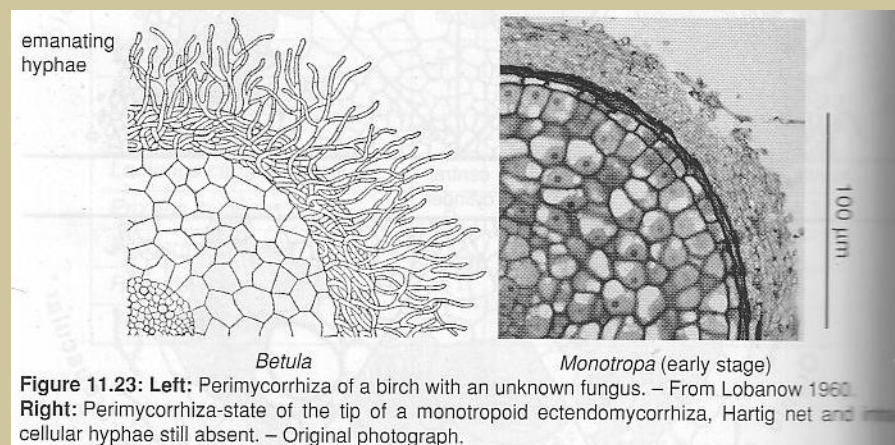 emanating
hyphae
100 µm
Betula
Monotropa (early stage)
Figure 11.23: Left: Perimycorrhiza of a birch with an unknown fungus. – From Lobanow 1960.
Right: Perimycorrhiza-state of the tip of a monotropoid ectendomycorrhiza, Hartig net and
cellular hyphae still absent. – Original photograph.